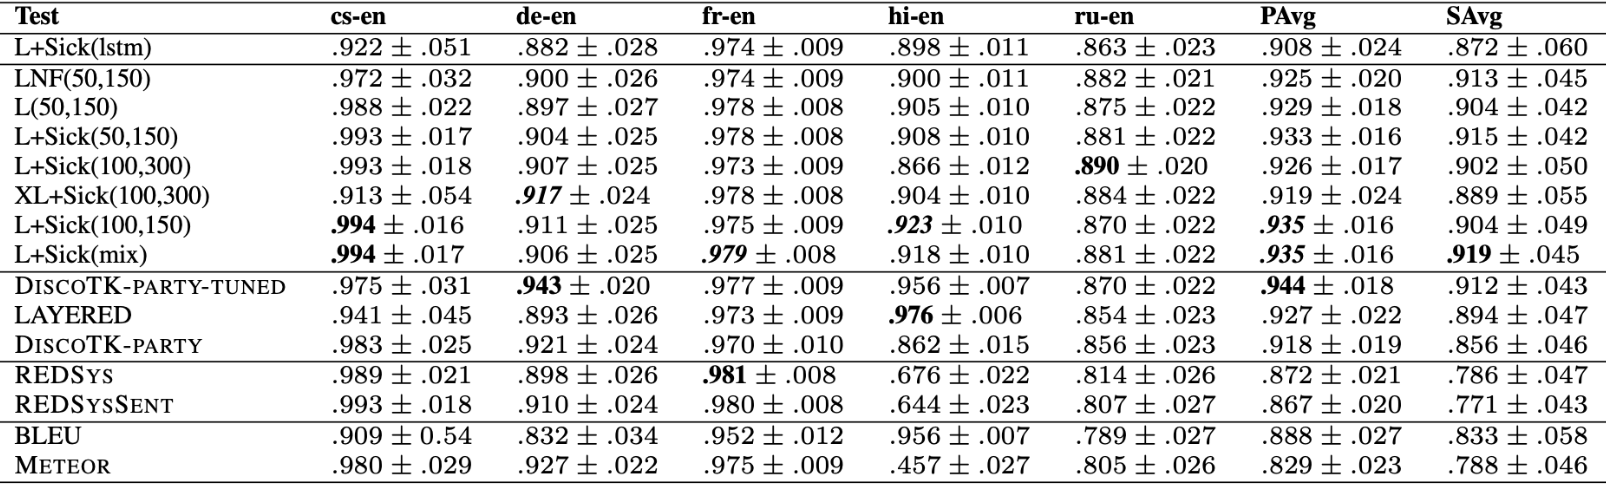 Test cs-en de-en fr-en hi-en ru-en PAvg SAvg
L+Sick(lstm) .922 ± .051 .882 ± .028 .974 ± .009 .898 ± .011 .863 ± .023 .908 ± .024 .872 ± .060
LNF(50,150) .972 ± .032 .900 ± .026 .974 ± .009 .900 ± .011 .882 ± .021 .925 ± .020 .913 ± .045
L(50,150) .988 ± .022 .897 ± .027 .978 ± .008 .905 ± .010 .875 ± .022 .929 ± .018 .904 ± .042
L+Sick(50,150) .993 ± .017 .904 ± .025 .978 ± .008 .908 ± .010 .881 ± .022 .933 ± .016 .915 ± .042
L+Sick(100,300) .993 ± .018 .907 ± .025 .973 ± .009 .866 ± .012 .890 ± .020 .926 ± .017 .902 ± .050
XL+Sick(100,300) .913 ± .054 .917 ± .024 .978 ± .008 .904 ± .010 .884 ± .022 .919 ± .024 .889 ± .055
L+Sick(100,150) .994 ± .016 .911 ± .025 .975 ± .009 .923 ± .010 .870 ± .022 .935 ± .016 .904 ± .049
L+Sick(mix) .994 ± .017 .906 ± .025 .979 ± .008 .918 ± .010 .881 ± .022 .935 ± .016 .919 ± .045
DISCOTK-PARTY-TUNED .975 ± .031 .943 ± .020 .977 ± .009 .956 ± .007 .870 ± .022 .944 ± .018 .912 ± .043
LAYERED .941 ± .045 .893 ± .026 .973 ± .009 .976 ± .006 .854 ± .023 .927 ± .022 .894 ± .047
DISCOTK-PARTY .983 ± .025 .921 ± .024 .970 ± .010 .862 ± .015 .856 ± .023 .918 ± .019 .856 ± .046
REDSYS .989 ± .021 .898 ± .026 .981 ± .008 .676 ± .022 .814 ± .026 .872 ± .021 .786 ± .047
REDSYSSENT .993 ± .018 .910 ± .024 .980 ± .008 .644 ± .023 .807 ± .027 .867 ± .020 .771 ± .043
BLEU .909 ± 0.54 .832 ± .034 .952 ± .012 .956 ± .007 .789 ± .027 .888 ± .027 .833 ± .058
METEOR .980 ± .029 .927 ± .022 .975 ± .009 .457 ± .027 .805 ± .026 .829 ± .023 .788 ± .046